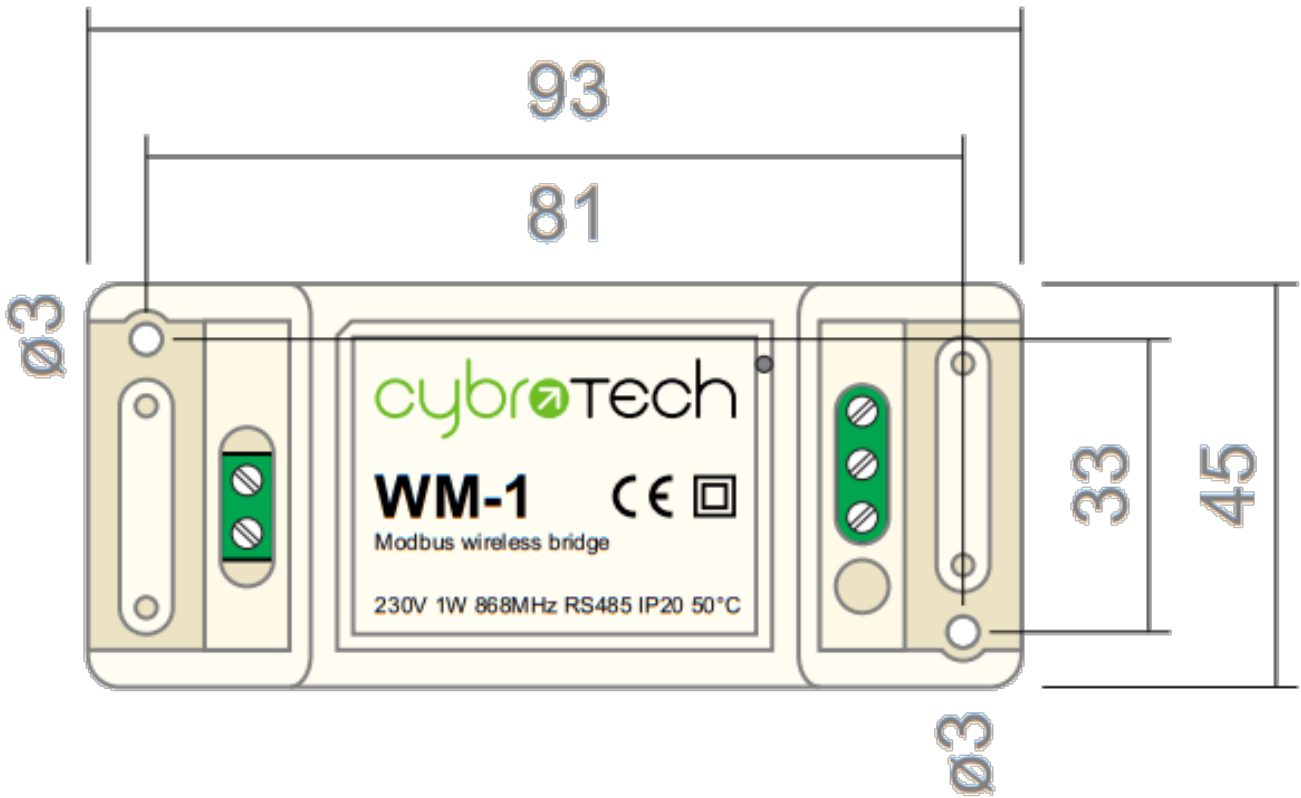 93
81
ø3
cybrotech
WM-1 CE
Modbus wireless bridge
230V 1W 868MHz RS485 IP20 50°C
33
45
ø3